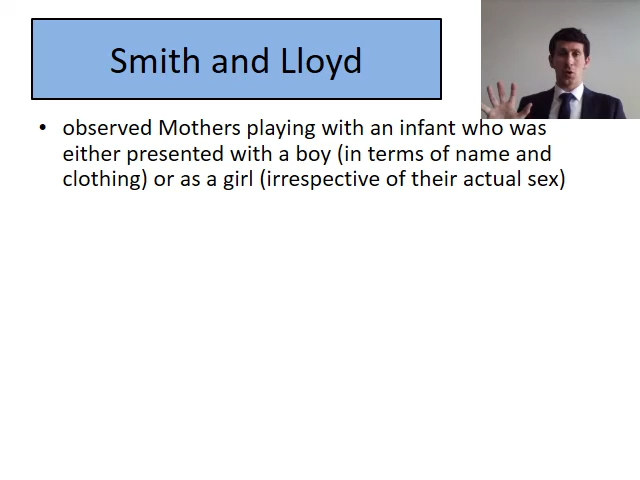 Smith and Lloyd
• observed Mothers playing with an infant who was
either presented with a boy (in terms of name and
clothing) or as a girl (irrespective of their actual sex)